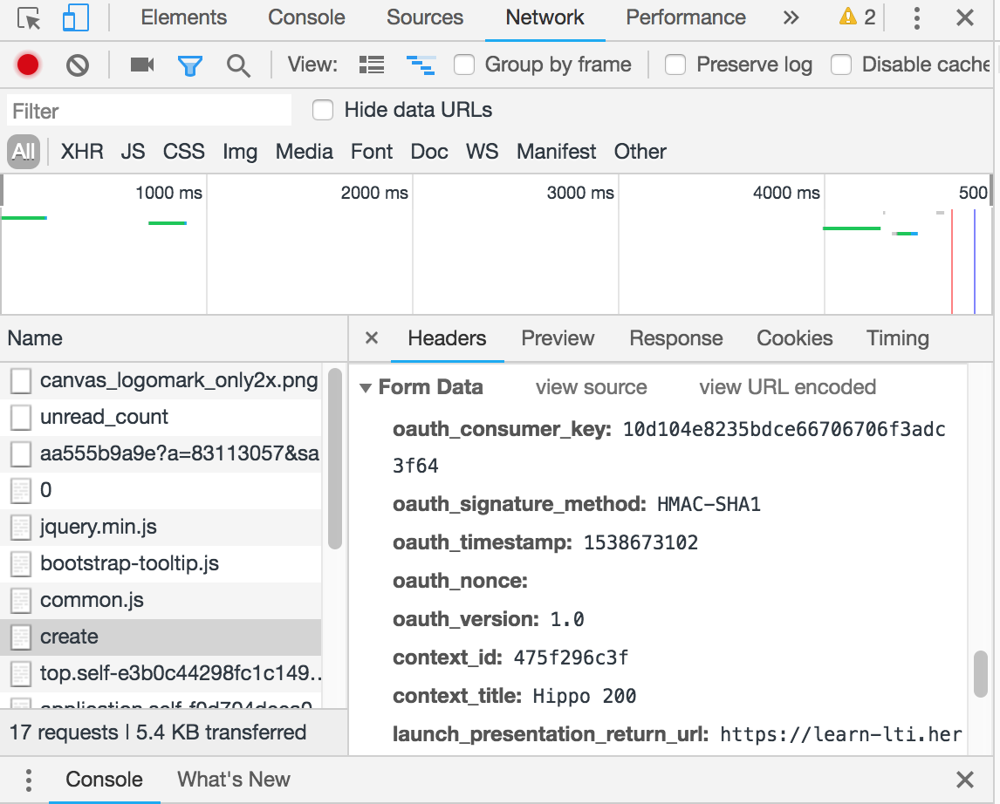 Elements Console Sources Network Performance 2
View: Group by frame Preserve log Disable cache
Filter Hide data URLs
All XHR JS CSS Img Media Font Doc WS Manifest Other
1000 ms 2000 ms 3000 ms 4000 ms 500
Name
Headers Preview Response Cookies Timing
canvas_logomark_only2x.png
unread_count
aa555b9a9e?a=83113057&sa
0
jquery.min.js
bootstrap-tooltip.js
common.js
create
top.self-e3b0c44298fc1c149..
17 requests | 5.4 KB transferred
Form Data view source view URL encoded
oauth_consumer_key: 10d104e8235bdce66706706f3adc
3f64
oauth_signature_method: HMAC-SHA1
oauth_timestamp: 1538673102
oauth_nonce:
oauth_version: 1.0
context_id: 475f296c3f
context_title: Hippo 200
launch_presentation_return_url: https://learn-lti.her
Console What's New